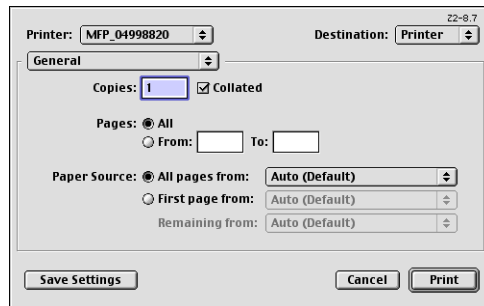 Z2-8.7
Printer: MFP_04998820 Destination: Printer
General
Copies: 1 Collated
Pages: All
From: To:
Paper Source: All pages from: Auto (Default)
First page from: Auto (Default)
Remaining from: Auto (Default)
Save Settings Cancel Print